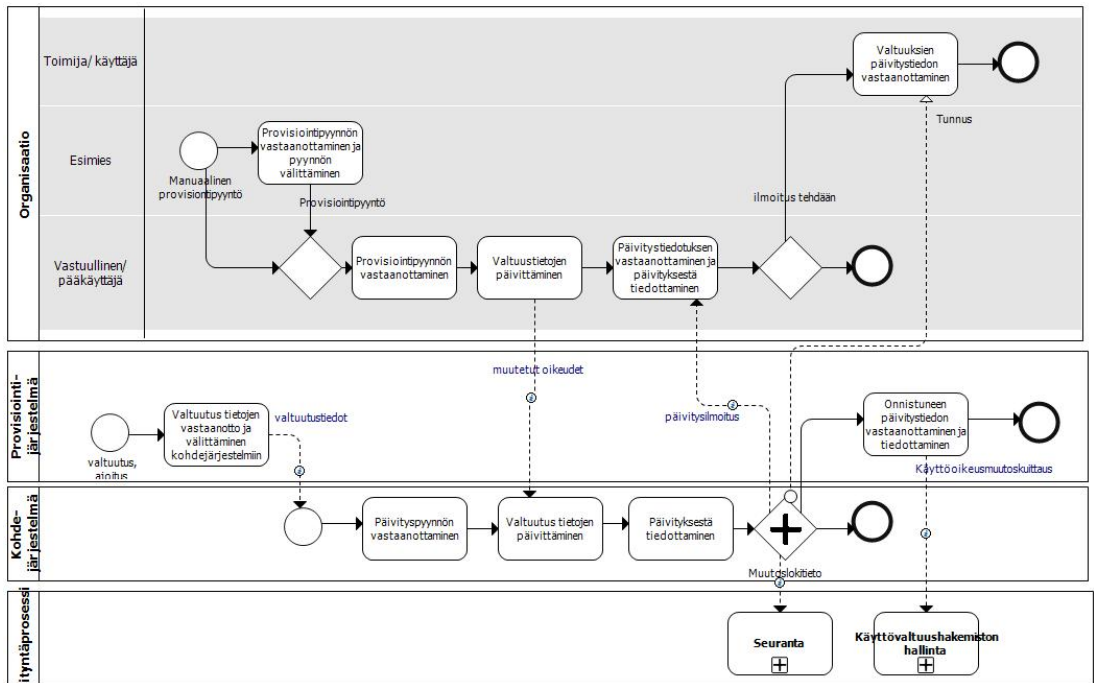 Organisaatio
Toimija/ käyttäjä
Valtuuksien
päivitystiedon
vastaanottaminen
Tunnus
Esimies
Provisiointipyynnön
vastaanottaminen ja
pyynnön
välittäminen
Manuaalinen
provisiontipyyntö
Provisiointipyyntö
ilmoitus tehdään
Vastuullinen/
pääkäyttäjä
Provisiointipyynnön
vastaanottaminen
Valtuustietojen
päivittäminen
Päivitystiedotuksen
vastaanottaminen ja
päivityksestä
tiedottaminen
Provisiointi-
järjestelmä
valtuutus,
ajoitus
Valtuutus tietojen
vastaanotto ja
välittäminen
kohdejärjestelmiin
valtuutustiedot
muutetut oikeudet
päivitysilmoitus
Onnistuneen
päivitystiedon
vastaanottaminen ja
tiedottaminen
Käyttöoikeusmuutoskuittaus
Kohde-
järjestelmä
Päivityspyynnön
vastaanottaminen
Valtuutus tietojen
päivittäminen
Päivityksestä
tiedottaminen
Muutoslokitieto
ityntäprosessi
Seuranta
Käyttövaltuushakemiston
hallinta